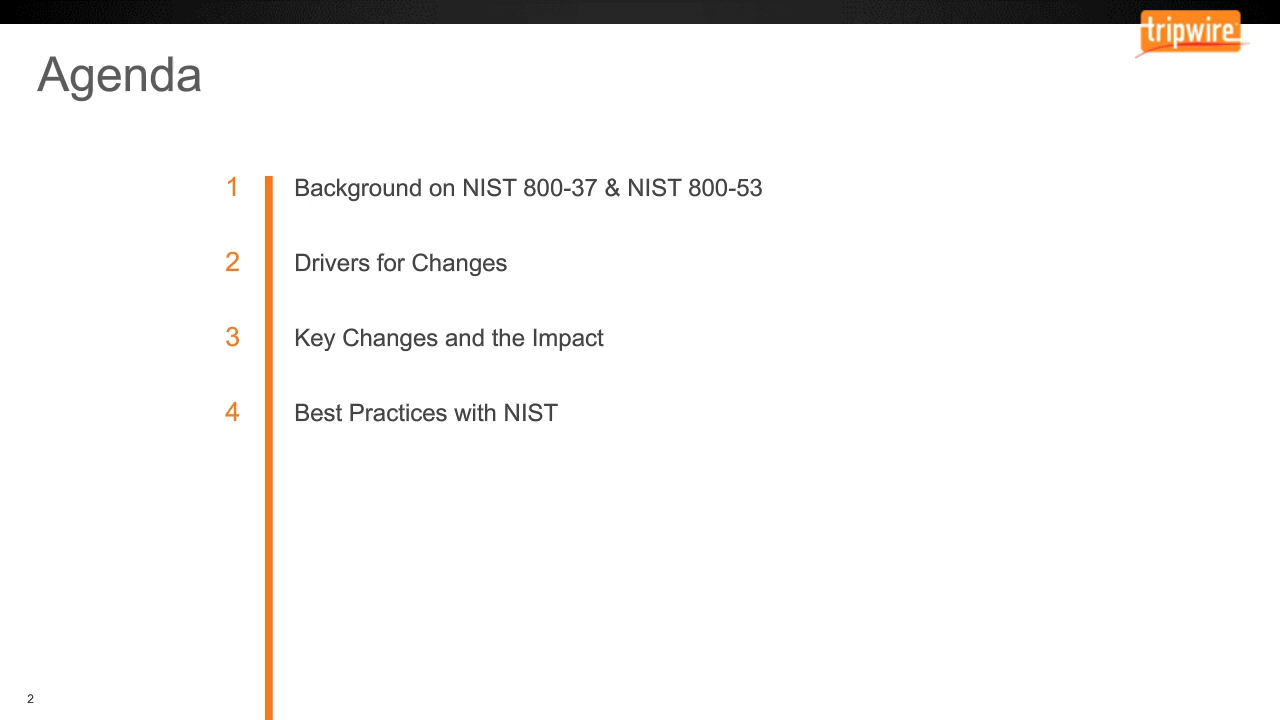 tripwire
Agenda
1 Background on NIST 800-37 & NIST 800-53
2 Drivers for Changes
3 Key Changes and the Impact
4 Best Practices with NIST
2